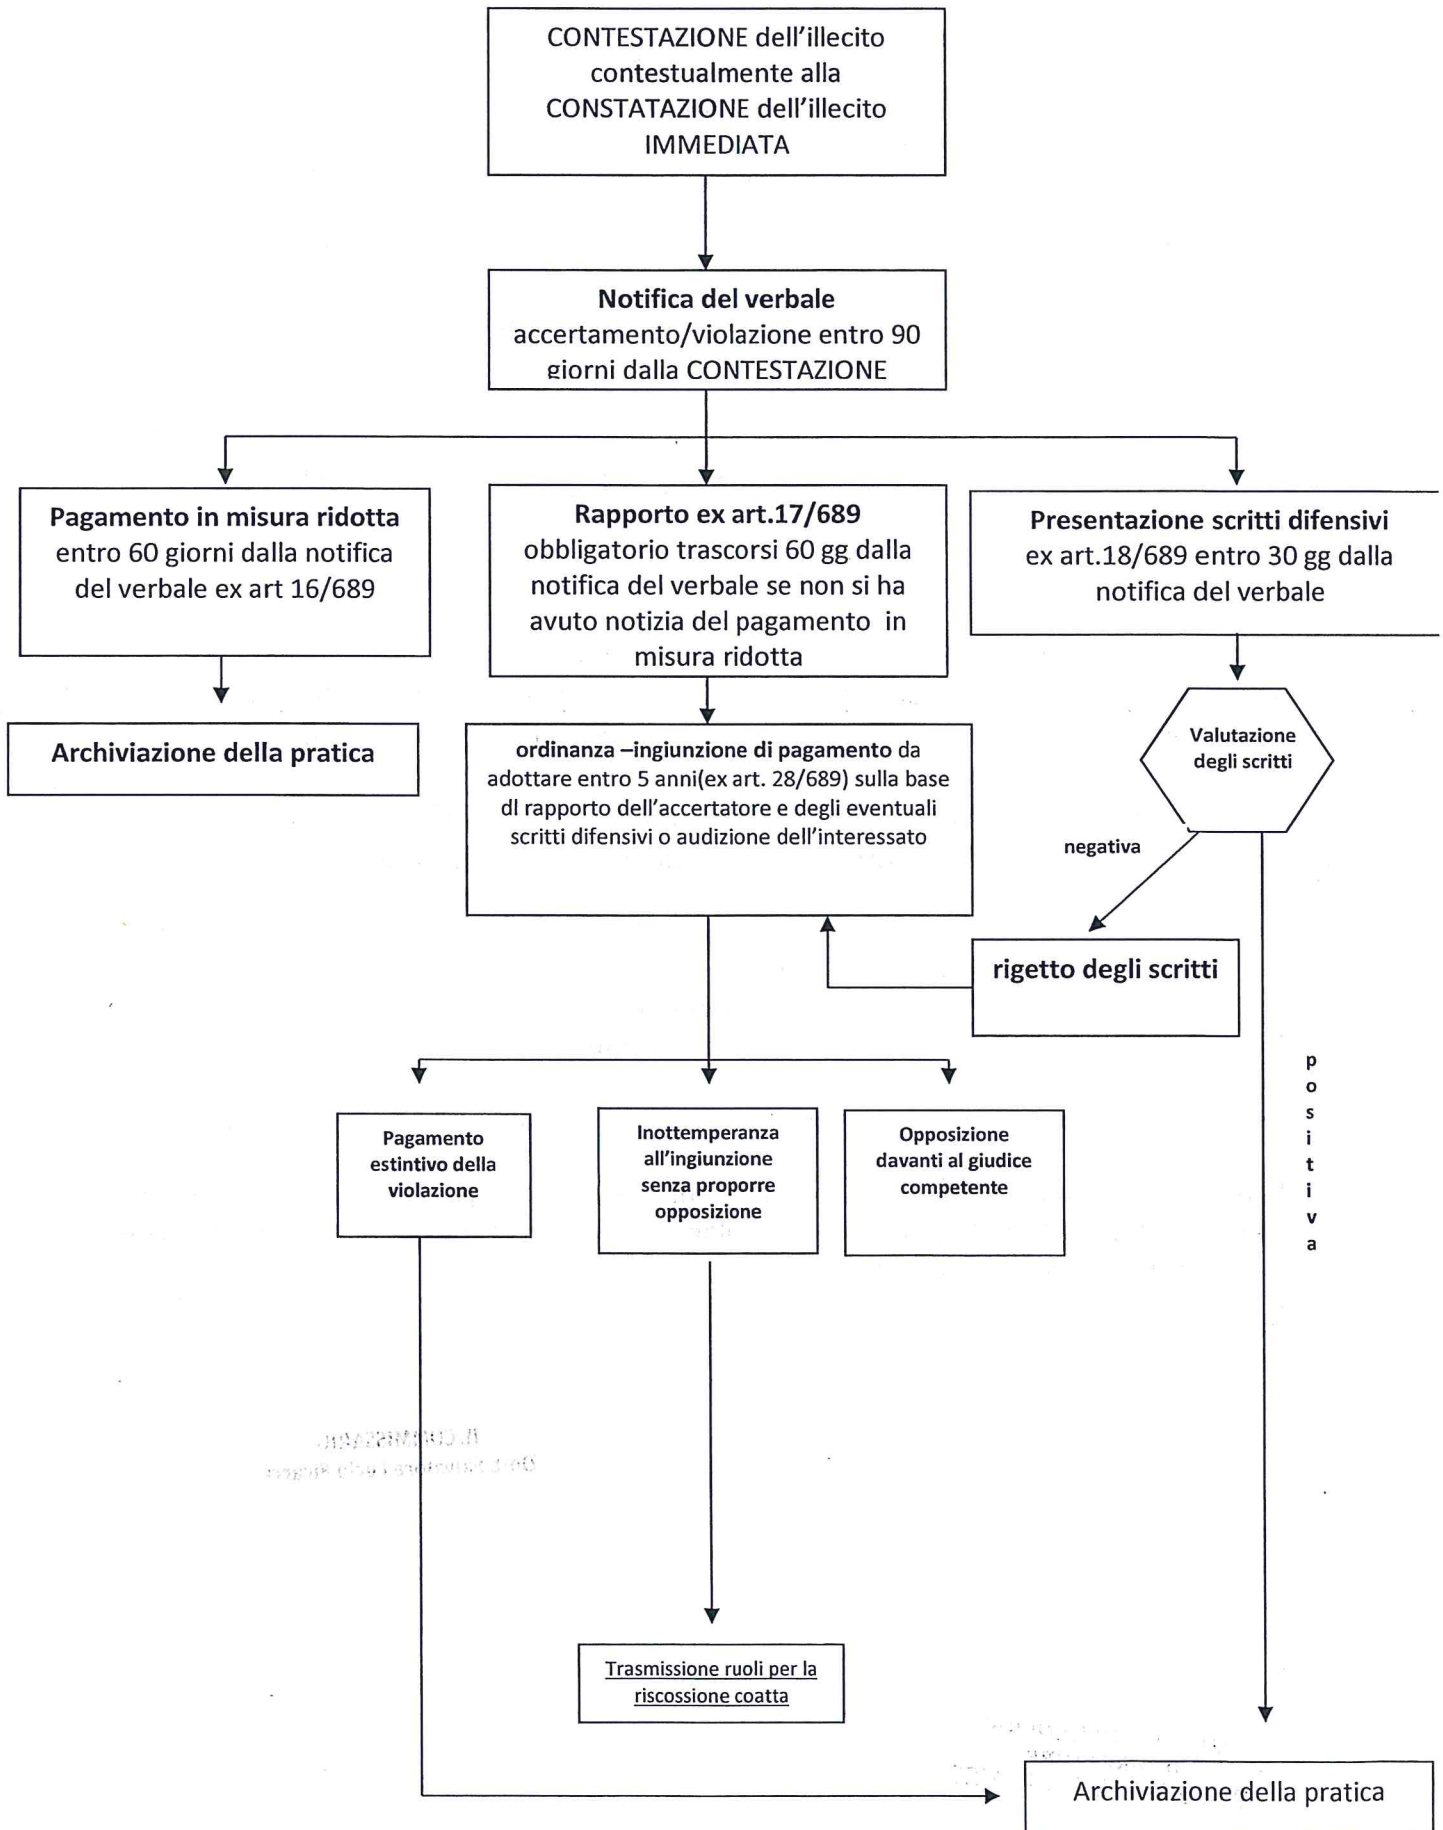 CONTESTAZIONE dell'illecito
contestualmente alla
CONSTATAZIONE dell'illecito
IMMEDIATA
Notifica del verbale
accertamento/violazione entro 90
giorni dalla CONTESTAZIONE
Pagamento in misura ridotta
entro 60 giorni dalla notifica
del verbale ex art 16/689
Rapporto ex art.17/689
obbligatorio trascorsi 60 gg dalla
notifica del verbale se non si ha
avuto notizia del pagamento in
misura ridotta
Presentazione scritti difensivi
ex art.18/689 entro 30 gg dalla
notifica del verbale
Archiviazione della pratica
ordinanza –ingiunzione di pagamento da
adottare entro 5 anni(ex art. 28/689) sulla base
dl rapporto dell'accertatore e degli eventuali
scritti difensivi o audizione dell'interessato
Valutazione
degli scritti
negativa
rigetto degli scritti
positiva
Pagamento
estintivo della
violazione
Inottemperanza
all'ingiunzione
senza proporre
opposizione
Opposizione
davanti al giudice
competente
Trasmissione ruoli per la
riscossione coatta
Archiviazione della pratica